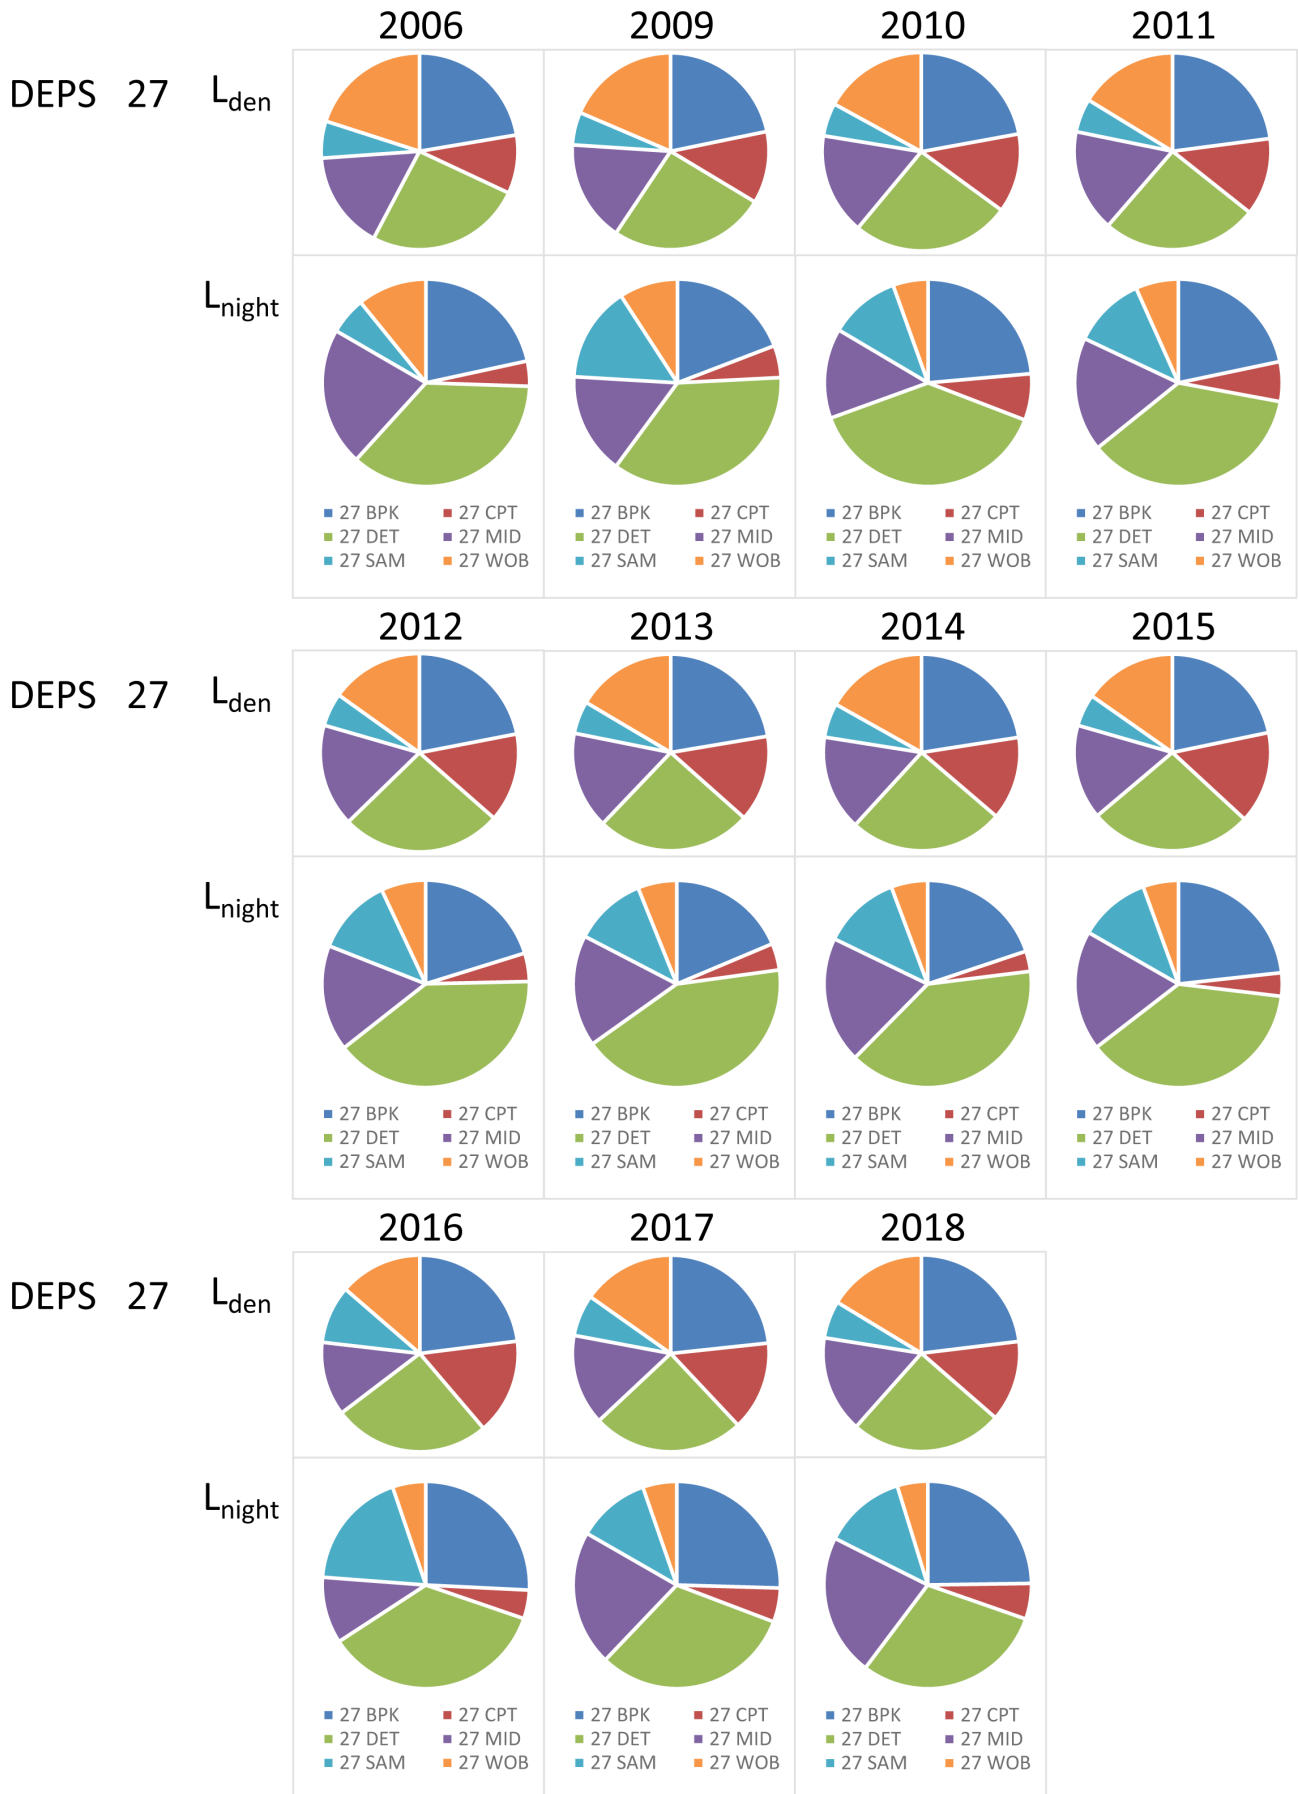 2006 2009 2010 2011
DEPS 27 Lden
Lnight
27 BPK 27 CPT 27 BPK 27 CPT 27 BPK 27 CPT 27 BPK 27 CPT
27 DET 27 MID 27 DET 27 MID 27 DET 27 MID 27 DET 27 MID
27 SAM 27 WOB 27 SAM 27 WOB 27 SAM 27 WOB 27 SAM 27 WOB
2012 2013 2014 2015
DEPS 27 Lden
Lnight
27 BPK 27 CPT 27 BPK 27 CPT 27 BPK 27 CPT 27 BPK 27 CPT
27 DET 27 MID 27 DET 27 MID 27 DET 27 MID 27 DET 27 MID
27 SAM 27 WOB 27 SAM 27 WOB 27 SAM 27 WOB 27 SAM 27 WOB
2016 2017 2018
DEPS 27 Lden
Lnight
27 BPK 27 CPT 27 BPK 27 CPT 27 BPK 27 CPT
27 DET 27 MID 27 DET 27 MID 27 DET 27 MID
27 SAM 27 WOB 27 SAM 27 WOB 27 SAM 27 WOB